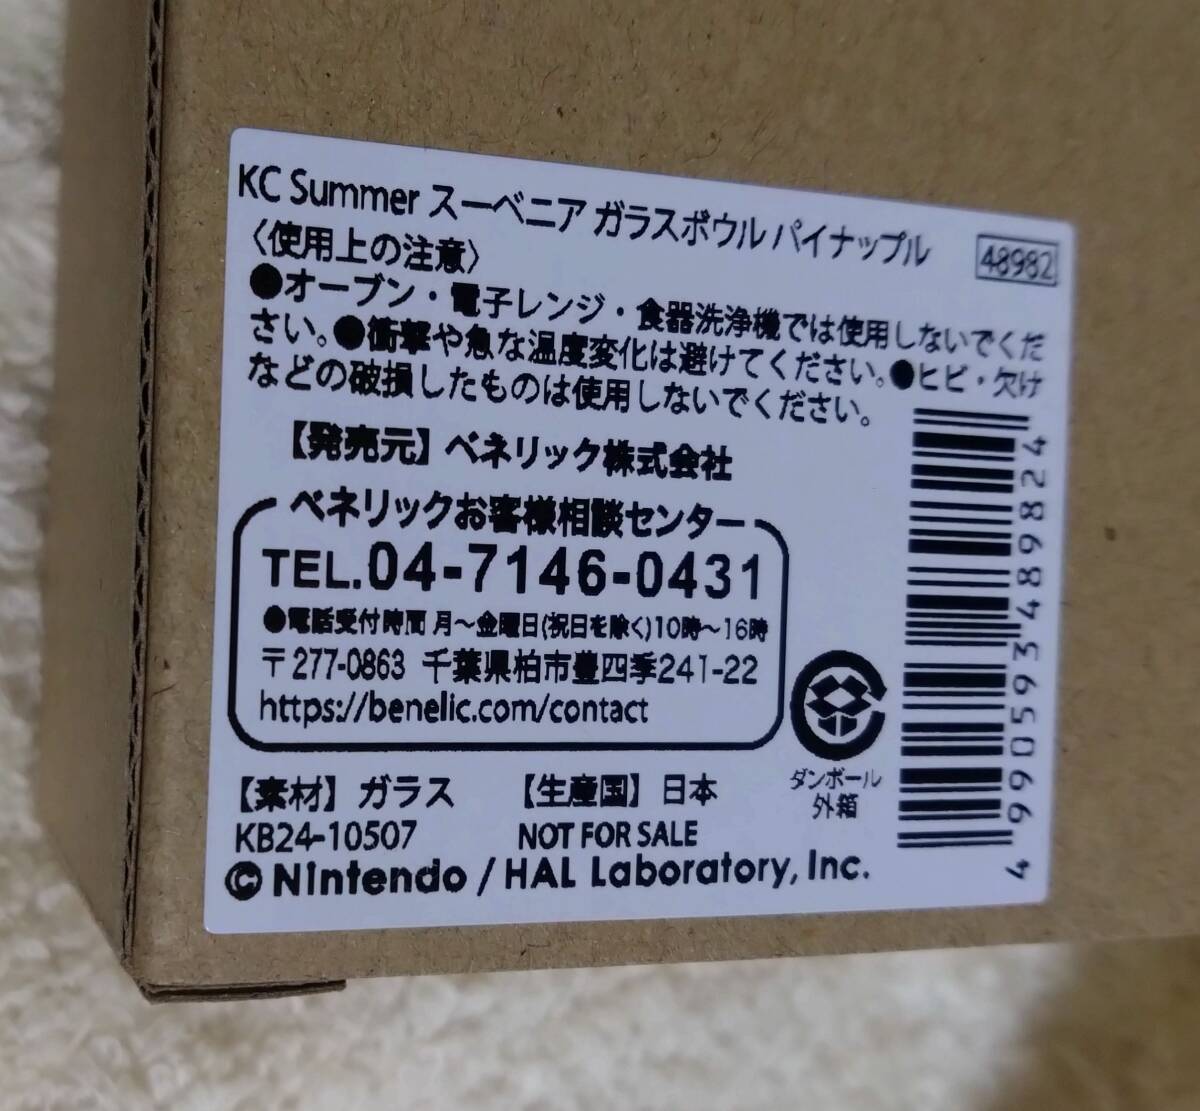 KC Summer スーベニア ガラスボウル パイナップル
48982
〈使用上の注意〉
●オーブン・電子レンジ・食器洗浄機では使用しないでくだ
さい。●衝撃や急な温度変化は避けてください。●ヒビ・欠け
などの破損したものは使用しないでください。
【発売元】ベネリック株式会社
ベネリックお客様相談センター
TEL.04-7146-0431
●電話受付時間 月～金曜日(祝日を除く)10時～16時
〒277-0863 千葉県柏市豊四季241-22
https://benelic.com/contact
【素材】ガラス 【生産国】日本
KB24-10507 NOT FOR SALE
©Nintendo / HAL Laboratory, Inc.
ダンボール
外箱
4990593489824